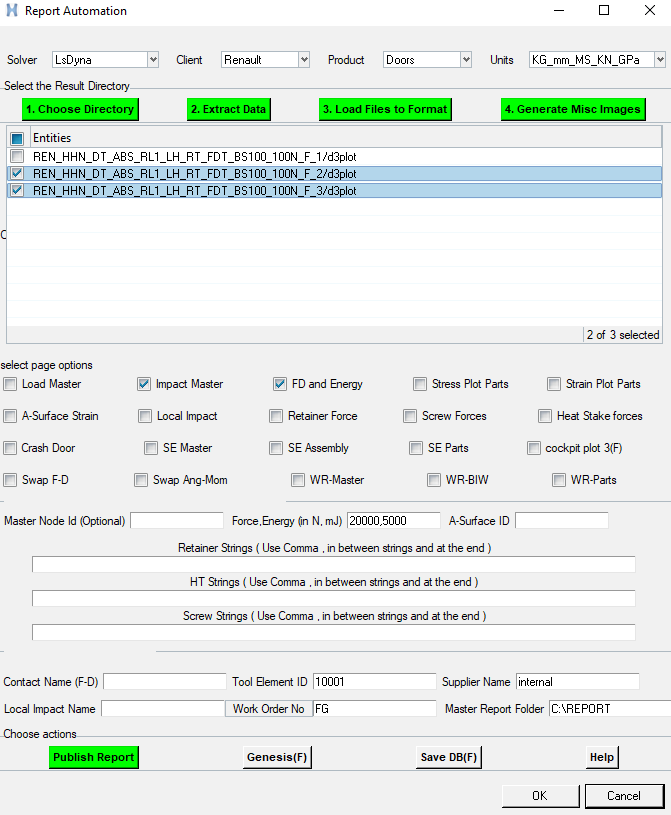 Report Automation
Solver LsDyna Client Renault Product Doors Units KG_mm_MS_KN_GPa
Select the Result Directory
1. Choose Directory 2. Extract Data 3. Load Files to Format 4. Generate Misc Images
Entities
REN_HHN_DT_ABS_RL1_LH_RT_FDT_BS100_100N_F_1/d3plot
REN_HHN_DT_ABS_RL1_LH_RT_FDT_BS100_100N_F_2/d3plot
REN_HHN_DT_ABS_RL1_LH_RT_FDT_BS100_100N_F_3/d3plot
2 of 3 selected
select page options
Load Master Impact Master FD and Energy Stress Plot Parts Strain Plot Parts
A-Surface Strain Local Impact Retainer Force Screw Forces Heat Stake forces
Crash Door SE Master SE Assembly SE Parts cockpit plot 3(F)
Swap F-D Swap Ang-Mom WR-Master WR-BIW WR-Parts
Master Node Id (Optional) Force,Energy (in N, mJ) 20000,5000 A-Surface ID
Retainer Strings ( Use Comma , in between strings and at the end )
HT Strings ( Use Comma , in between strings and at the end )
Screw Strings ( Use Comma , in between strings and at the end )
Contact Name (F-D) Tool Element ID 10001 Supplier Name internal
Local Impact Name Work Order No FG Master Report Folder C:\REPORT
Choose actions
Publish Report Genesis(F) Save DB(F) Help
OK Cancel